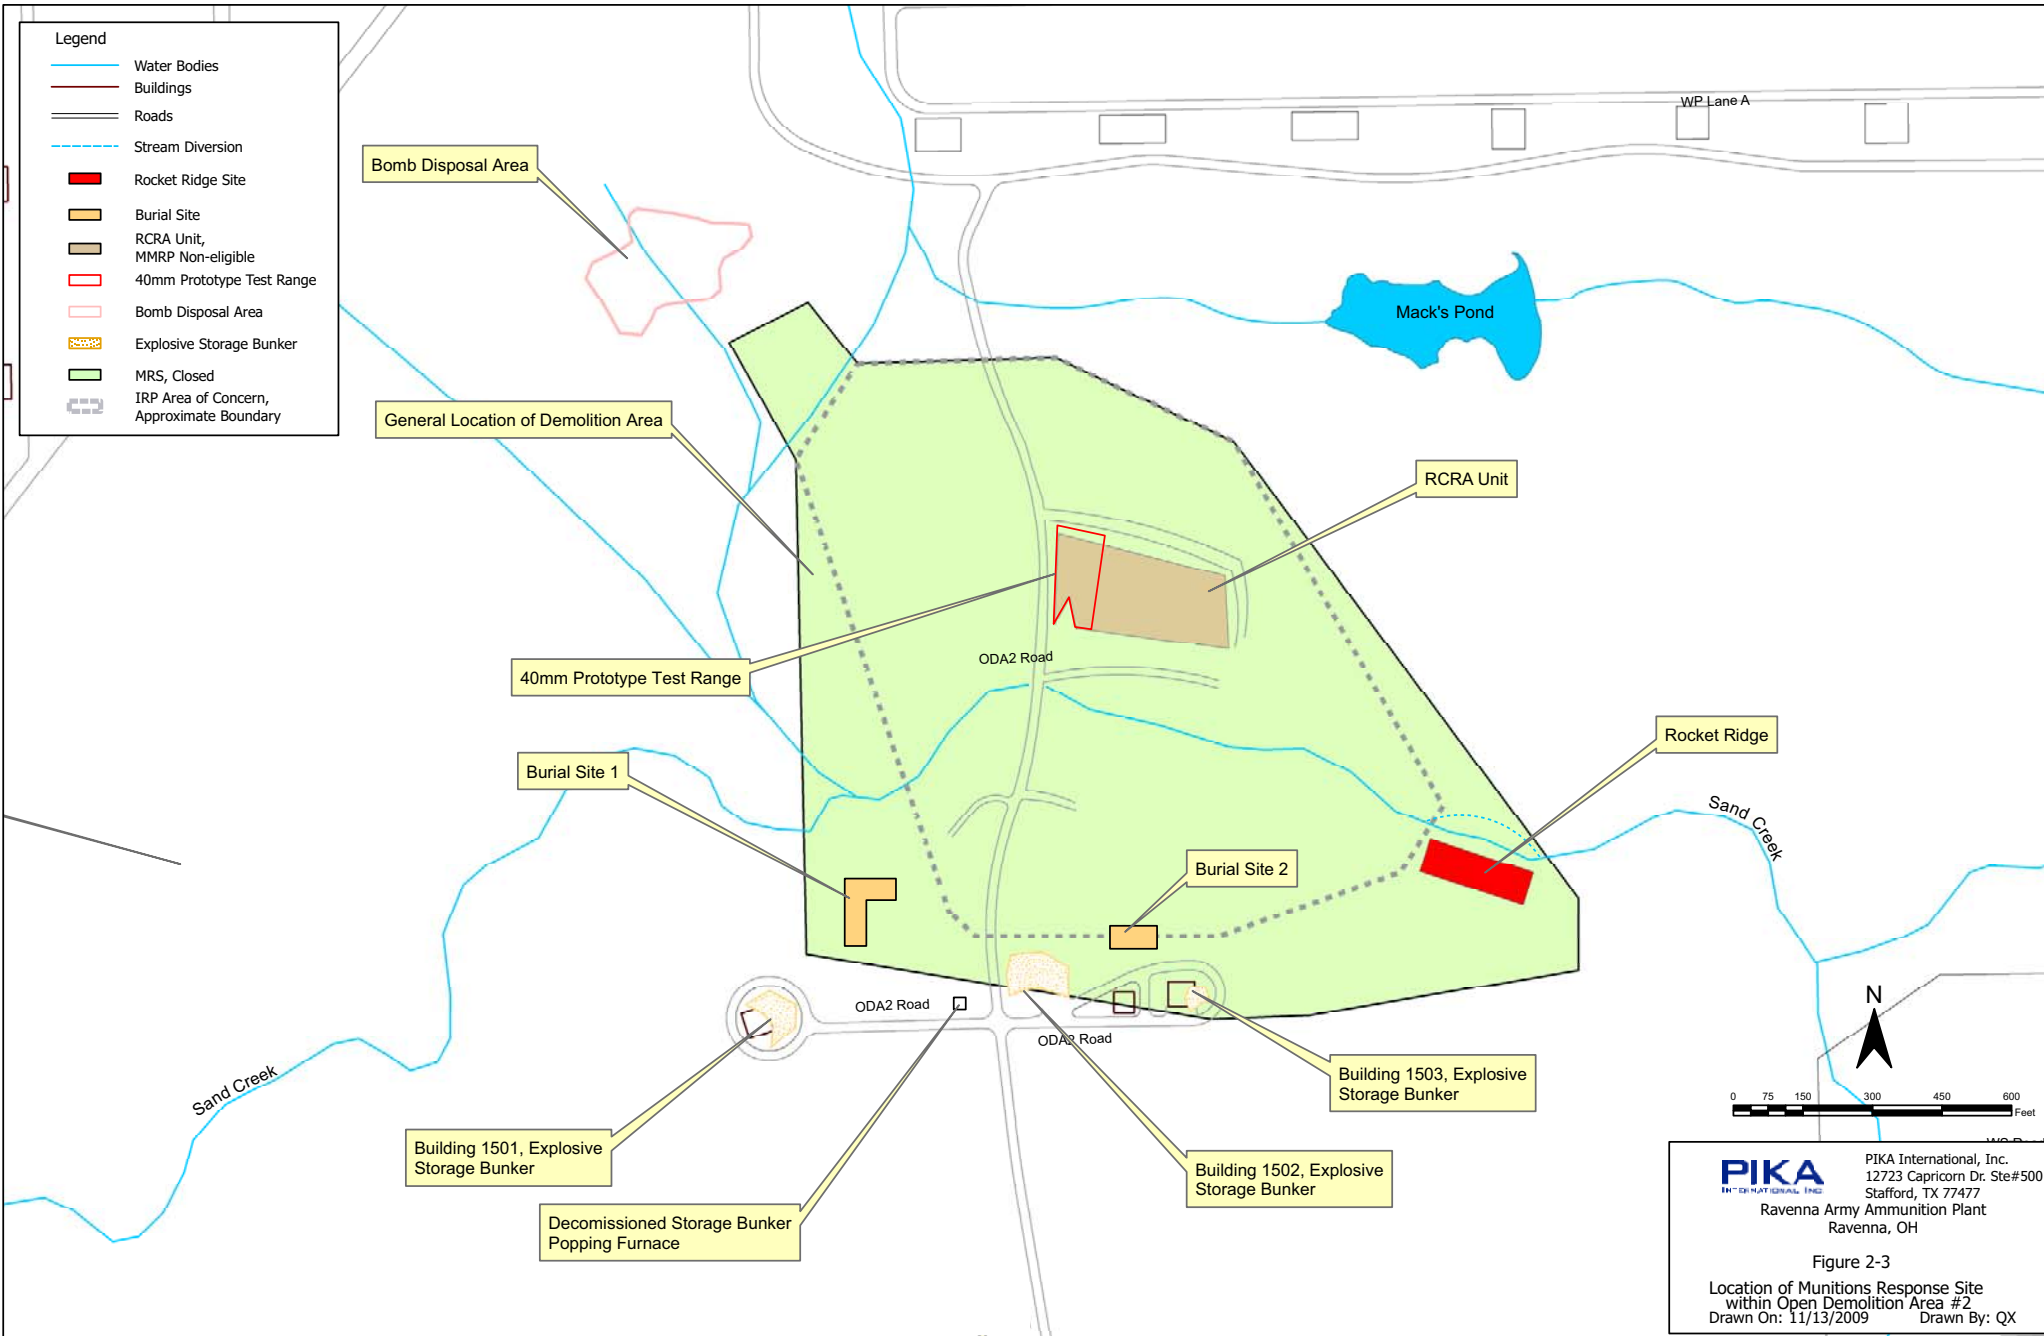 Legend
Water Bodies
Buildings
Roads
Stream Diversion
Rocket Ridge Site
Burial Site
RCRA Unit,
MMRP Non-eligible
40mm Prototype Test Range
Bomb Disposal Area
Explosive Storage Bunker
MRS, Closed
IRP Area of Concern,
Approximate Boundary
WP Lane A
Bomb Disposal Area
Mack's Pond
General Location of Demolition Area
RCRA Unit
ODA2 Road
40mm Prototype Test Range
Rocket Ridge
Burial Site 1
Sand Creek
Burial Site 2
ODA2 Road
ODA2 Road
Sand Creek
Building 1503, Explosive
Storage Bunker
Building 1501, Explosive
Storage Bunker
Building 1502, Explosive
Storage Bunker
Decomissioned Storage Bunker
Popping Furnace
N
0 75 150 300 450 600
Feet
PIKA
INTERNATIONAL INC
PIKA International, Inc.
12723 Capricorn Dr. Ste#500
Stafford, TX 77477
Ravenna Army Ammunition Plant
Ravenna, OH
Figure 2-3
Location of Munitions Response Site
within Open Demolition Area #2
Drawn On: 11/13/2009 Drawn By: QX